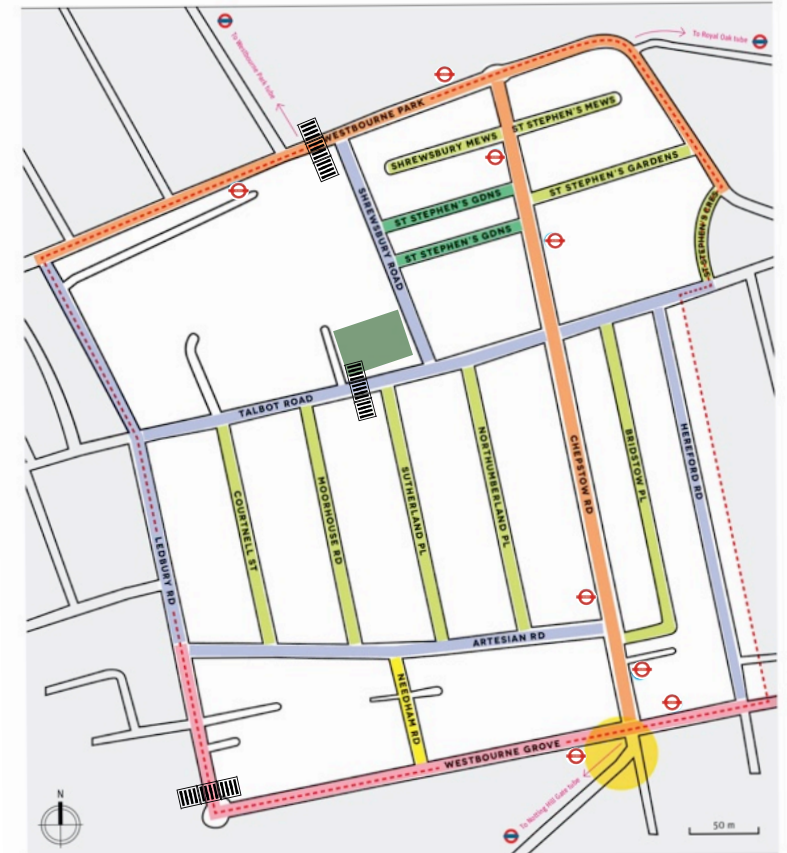 To Westbourne Park tube
To Royal Oak tube
WESTBOURNE PARK
ST STEPHEN'S MEWS
SHREWSBURY MEWS
ST STEPHEN'S GARDENS
SHREWSBURY ROAD
ST STEPHEN'S GDNS
ST STEPHEN'S GDNS
ST-STEPHEN'S CRES
TALBOT ROAD
LEDBURY RD
COURTNELL ST
MOORHOUSE RD
SUTHERLAND PL
NORTHUMBERLAND PL
CHEPSTOW RD
BRIDSTOW PL
HEREFORD RD
ARTESIAN RD
NEEDHAM RD
WESTBOURNE GROVE
To Notting Hill Gate tube
N
50 m